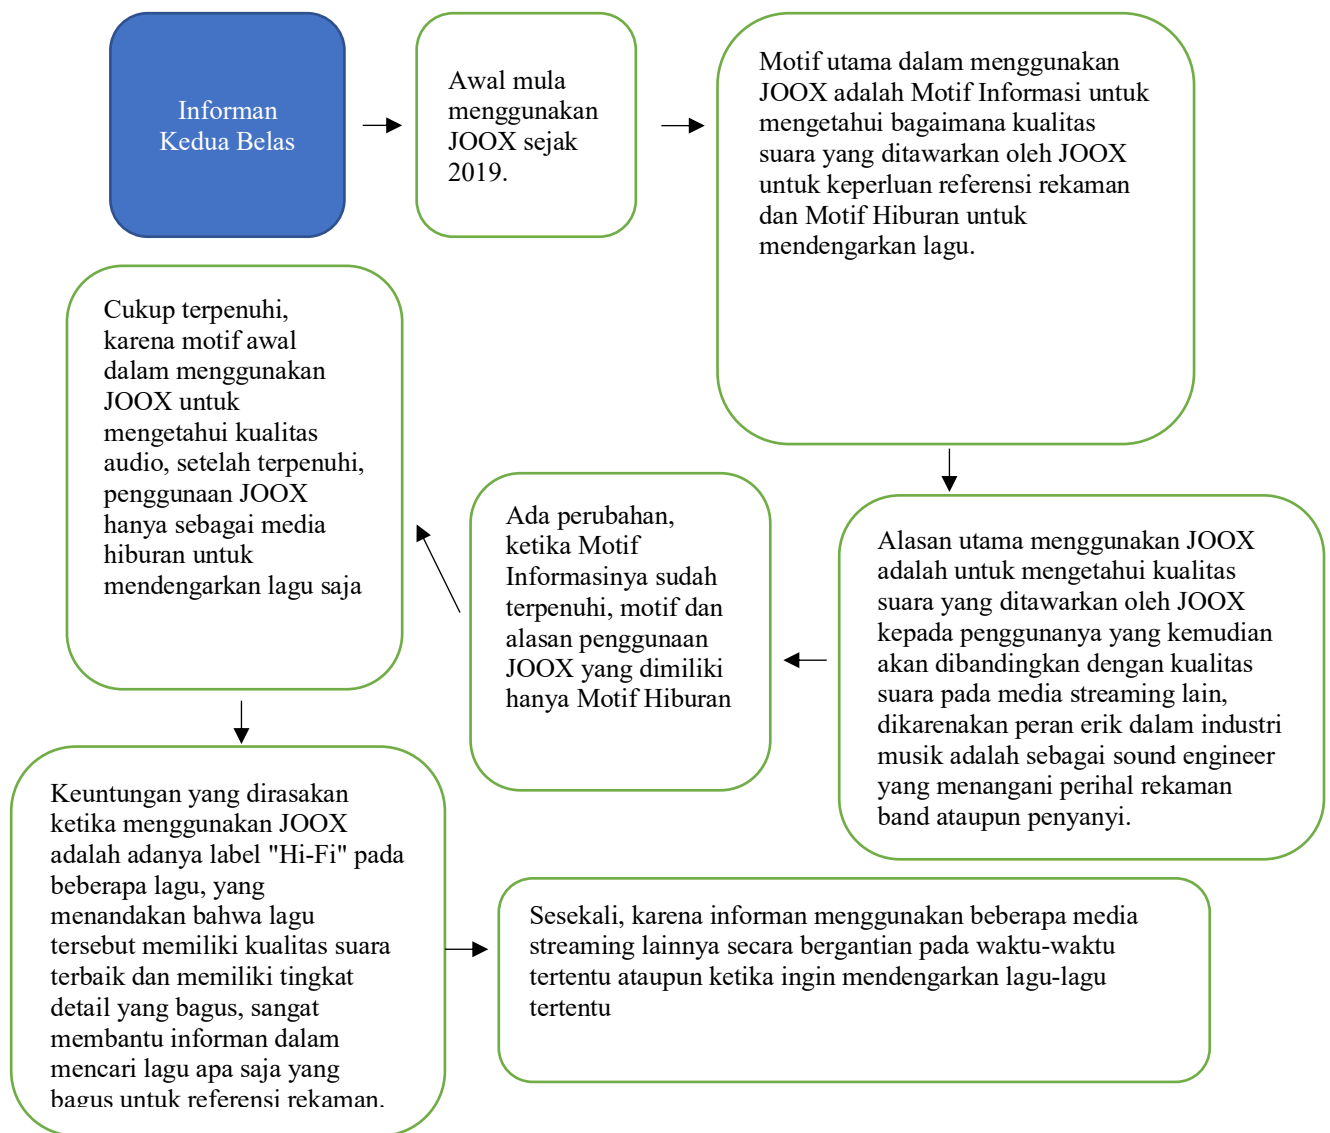 Informan
Kedua Belas
Awal mula
menggunakan
JOOX sejak
2019.
Motif utama dalam menggunakan
JOOX adalah Motif Informasi untuk
mengetahui bagaimana kualitas
suara yang ditawarkan oleh JOOX
untuk keperluan referensi rekaman
dan Motif Hiburan untuk
mendengarkan lagu.
Alasan utama menggunakan JOOX
adalah untuk mengetahui kualitas
suara yang ditawarkan oleh JOOX
kepada penggunanya yang kemudian
akan dibandingkan dengan kualitas
suara pada media streaming lain,
dikarenakan peran erik dalam industri
musik adalah sebagai sound engineer
yang menangani perihal rekaman
band ataupun penyanyi.
Ada perubahan,
ketika Motif
Informasinya sudah
terpenuhi, motif dan
alasan penggunaan
JOOX yang dimiliki
hanya Motif Hiburan
Cukup terpenuhi,
karena motif awal
dalam menggunakan
JOOX untuk
mengetahui kualitas
audio, setelah terpenuhi,
penggunaan JOOX
hanya sebagai media
hiburan untuk
mendengarkan lagu saja
Keuntungan yang dirasakan
ketika menggunakan JOOX
adalah adanya label "Hi-Fi" pada
beberapa lagu, yang
menandakan bahwa lagu
tersebut memiliki kualitas suara
terbaik dan memiliki tingkat
detail yang bagus, sangat
membantu informan dalam
mencari lagu apa saja yang
bagus untuk referensi rekaman.
Sesekali, karena informan menggunakan beberapa media
streaming lainnya secara bergantian pada waktu-waktu
tertentu ataupun ketika ingin mendengarkan lagu-lagu
tertentu